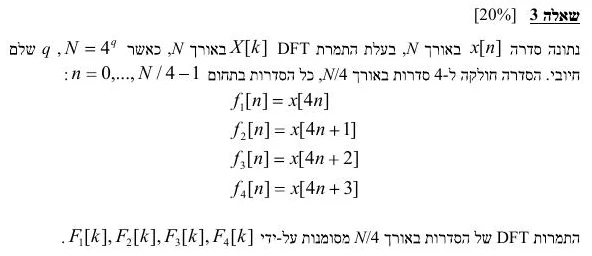 שאלה 3 [20%]
נתונה סדרה x[n] באורך N, בעלת התמרת DFT X[k] באורך N, כאשר N = 4^q, q שלם
חיובי. הסדרה חולקה ל-4 סדרות באורך N/4, כל הסדרות בתחום n = 0,..., N / 4 − 1:
f₁[n] = x[4n]
f₂[n] = x[4n + 1]
f₃[n] = x[4n + 2]
f₄[n] = x[4n + 3]
התמרות DFT של הסדרות באורך N/4 מסומנות על-ידי F₁[k], F₂[k], F₃[k], F₄[k].